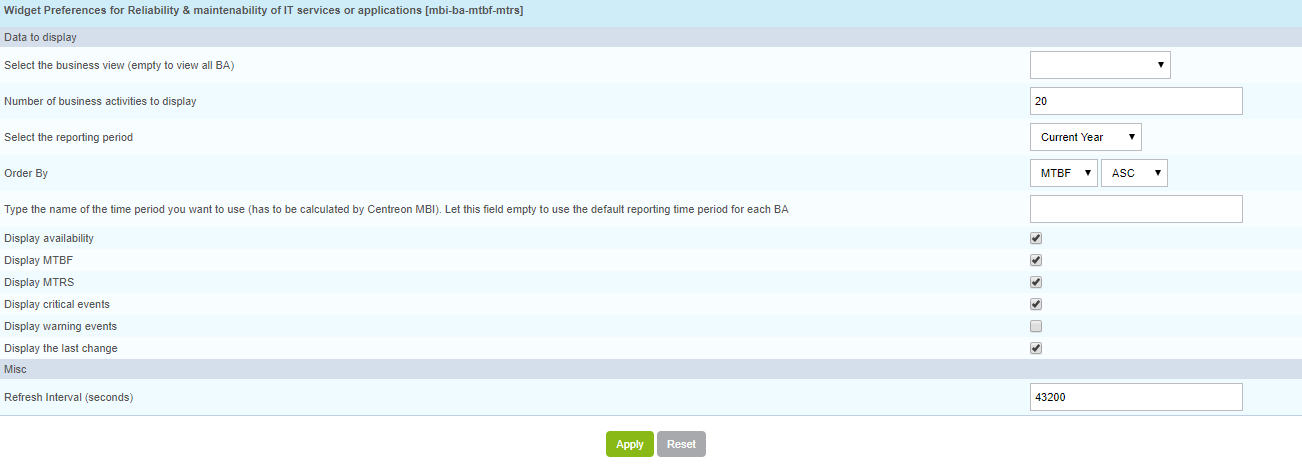 Widget Preferences for Reliability & maintenability of IT services or applications [mbi-ba-mtbf-mtrs]
Data to display
Select the business view (empty to view all BA)
Number of business activities to display 20
Select the reporting period Current Year
Order By MTBF ASC
Type the name of the time period you want to use (has to be calculated by Centreon MBI). Let this field empty to use the default reporting time period for each BA
Display availability
Display MTBF
Display MTRS
Display critical events
Display warning events
Display the last change
Misc
Refresh Interval (seconds) 43200
Apply Reset